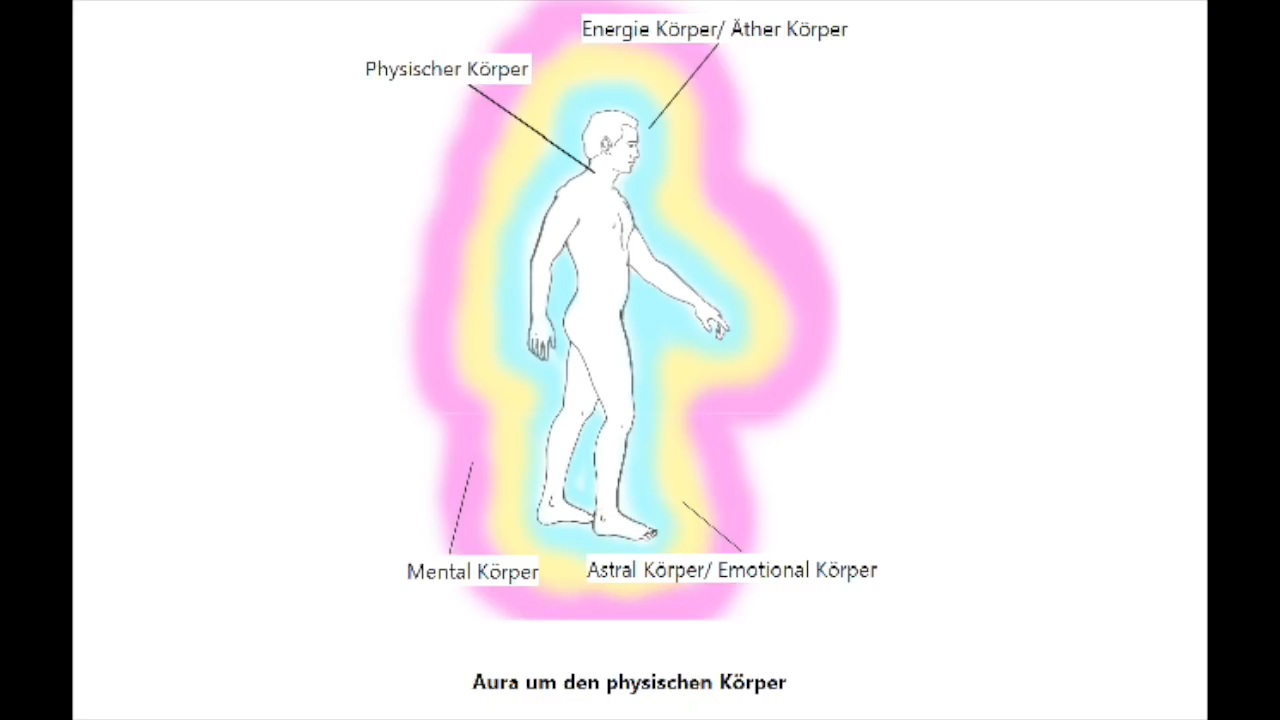 Energie Körper/ Äther Körper
Physischer Körper
Mental Körper
Astral Körper/ Emotional Körper
Aura um den physischen Körper